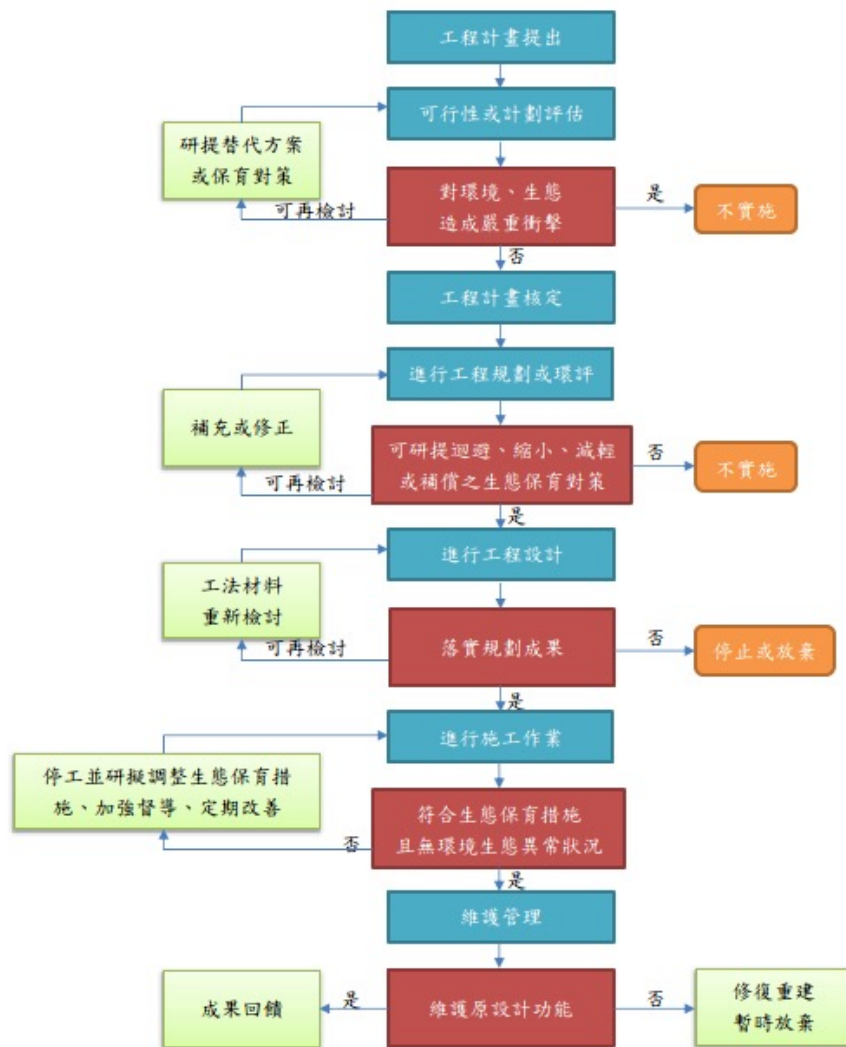 工程計畫提出
可行性或計劃評估
研提替代方案
或保育對策
對環境、生態
造成嚴重衝擊
是
不實施
可再檢討
否
工程計畫核定
進行工程規劃或環評
補充或修正
可研提迴避、縮小、減輕
或補償之生態保育對策
否
不實施
可再檢討
是
進行工程設計
工法材料
重新檢討
落實規劃成果
否
停止或放棄
可再檢討
是
進行施工作業
停工並研擬調整生態保育措
施、加強督導、定期改善
符合生態保育措施
且無環境生態異常狀況
否
是
維護管理
成果回饋
是
維護原設計功能
否
修復重建
暫時放棄